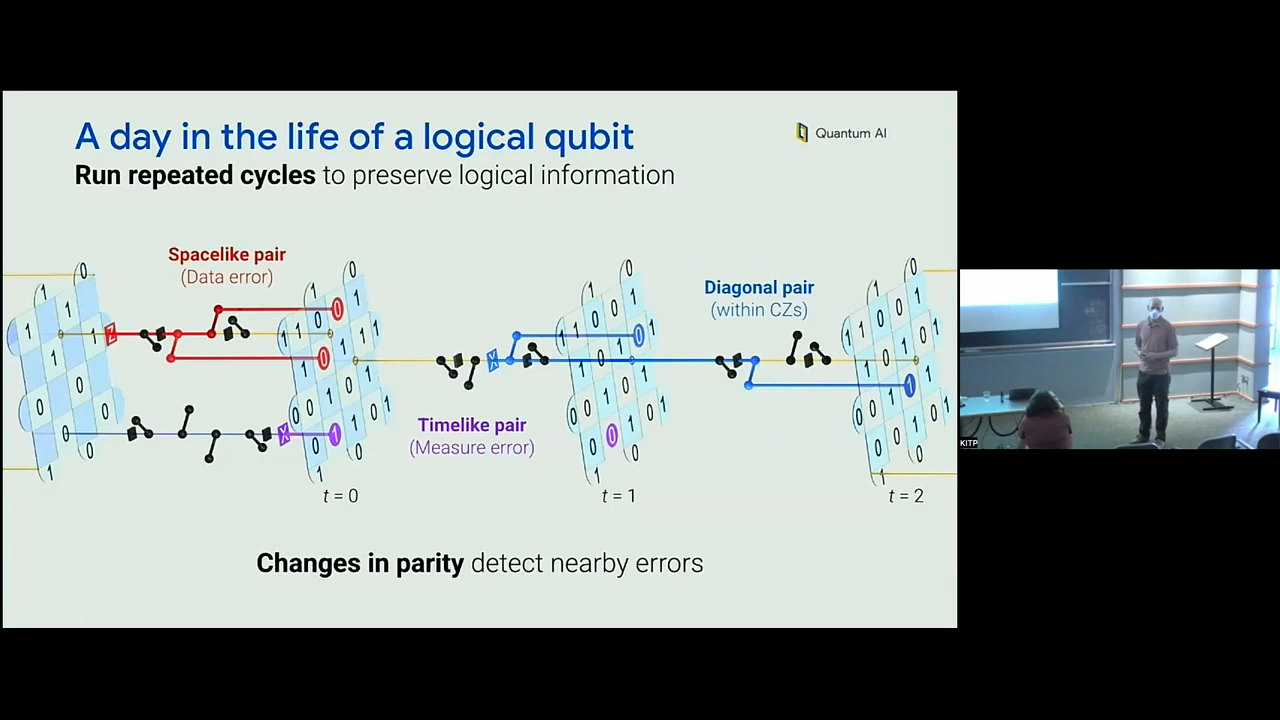 A day in the life of a logical qubit
Quantum AI
Run repeated cycles to preserve logical information
Spacelike pair
(Data error)
Diagonal pair
(within CZs)
Timelike pair
(Measure error)
t = 0
t = 1
t = 2
Changes in parity detect nearby errors
KITP